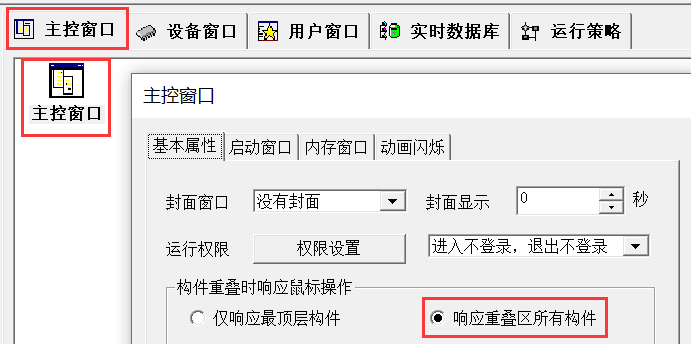 主控窗口 设备窗口 用户窗口 实时数据库 运行策略
主控窗口
主控窗口
基本属性 启动窗口 内存窗口 动画闪烁
封面窗口 没有封面 封面显示 0 秒
运行权限 权限设置 进入不登录，退出不登录
构件重叠时响应鼠标操作
仅响应最顶层构件 响应重叠区所有构件